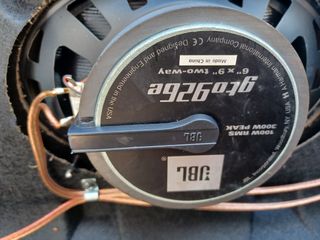 JBL
JBL
100W RMS
300W PEAK
gto926e
6" x 9" two-way
Made in China
Designed and Engineered in the USA
CE
International Company